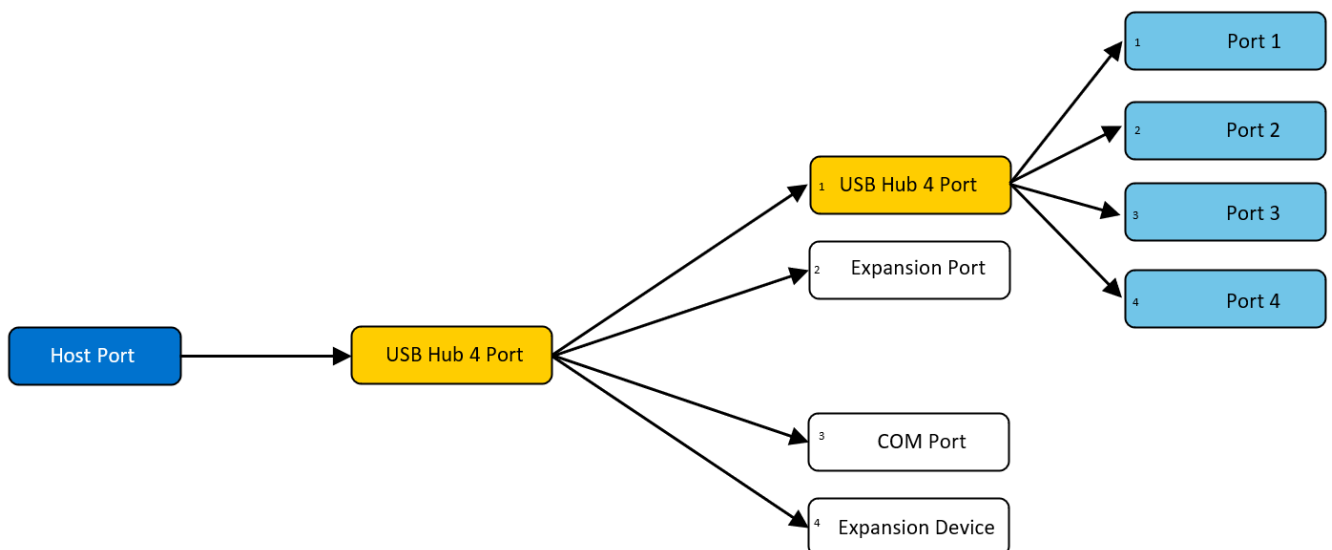 1 Port 1
2 Port 2
1 USB Hub 4 Port
3 Port 3
2 Expansion Port
4 Port 4
Host Port
USB Hub 4 Port
3 COM Port
4 Expansion Device